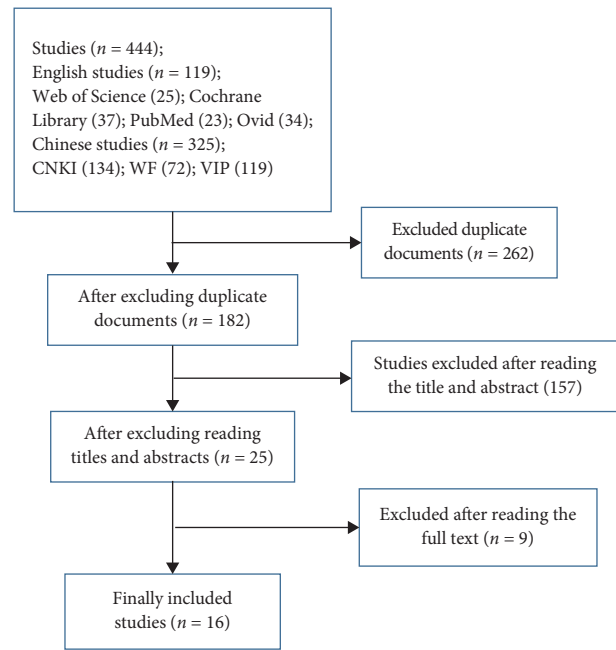 Studies (n = 444);
English studies (n = 119);
Web of Science (25); Cochrane
Library (37); PubMed (23); Ovid (34);
Chinese studies (n = 325);
CNKI (134); WF (72); VIP (119)
Excluded duplicate
documents (n = 262)
After excluding duplicate
documents (n = 182)
Studies excluded after reading
the title and abstract (157)
After excluding reading
titles and abstracts (n = 25)
Excluded after reading the
full text (n = 9)
Finally included
studies (n = 16)